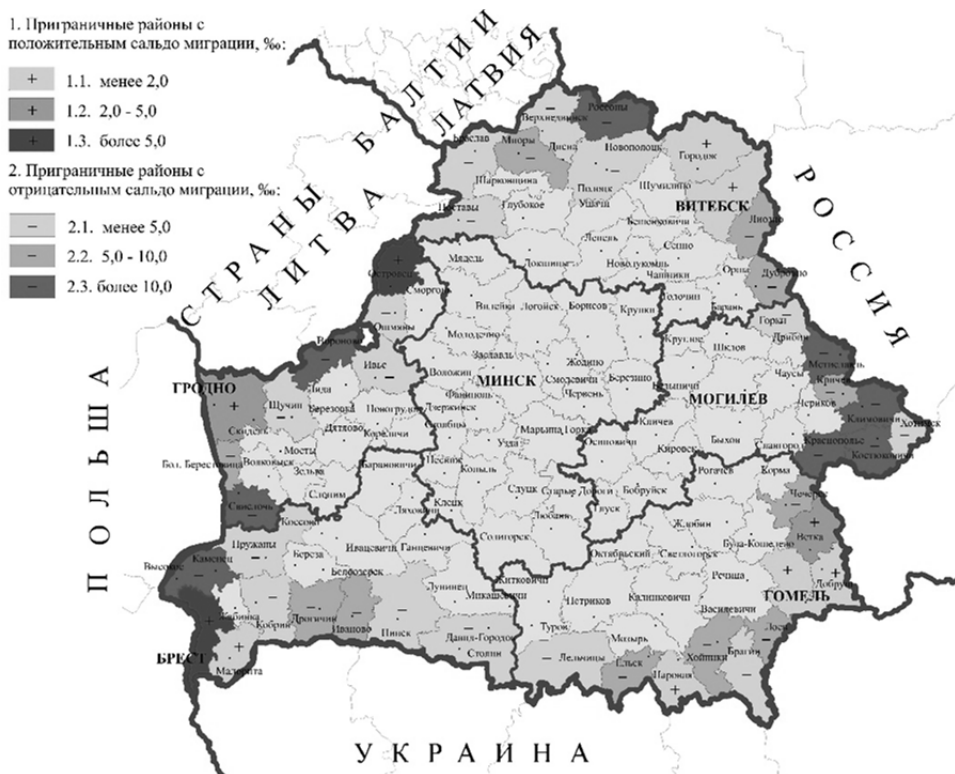 1. Приграничные районы с
положительным сальдо миграции, ‰:
+ 1.1. менее 2,0
+ 1.2. 2,0 - 5,0
+ 1.3. более 5,0
2. Приграничные районы с
отрицательным сальдо миграции, ‰:
– 2.1. менее 5,0
– 2.2. 5,0 - 10,0
– 2.3. более 10,0
СТРАНЫ БАЛТИИ
ЛАТВИЯ
ЛИТВА
РОССИЯ
ПОЛЬША
УКРАИНА
Россоны
Верхнедвинск
Браслав
Миоры
Дисна
Новополоцк
Городок
Шарковщина
Полоцк
Шумилино
Поставы
Глубокое
Ушачи
ВИТЕБСК
Бешенковичи
Лиозно
Лепель
Сенно
Островец
Мядель
Докшицы
Новолукомль
Чашники
Орша
Дубровно
Сморгон
Толочин
Барань
Вилейка
Логойск
Борисов
Крупки
Горки
Ошмяны
Молодечно
Круглое
Шклов
Дрибин
Вороново
Заславль
Жодино
Мстиславль
Ивье
Воложин
МИНСК
Смолевичи
Березино
Чаусы
Кричев
ГРОДНО
Лида
Фаниполь
Червень
МОГИЛЕВ
Чериков
Щучин
Березовка
Новогрудок
Дзержинск
Климовичи
Хотимск
Скидель
Дятлово
Кореличи
Столбцы
Марьина Горка
Кличев
Быхов
Славгород
Краснополье
Мосты
Узда
Осиповичи
Кировск
Костюковичи
Бол. Берестовица
Волковыск
Зельва
Барановичи
Несвиж
Копыль
Рогачев
Корма
Слоним
Слуцк
Старые Дороги
Бобруйск
Чечерск
Свислочь
Клецк
Глуск
Коссово
Ляховичи
Любань
Жлобин
Ветка
Пружаны
Ивацевичи
Ганцевичи
Солигорск
Октябрьский
Светлогорск
Буда-Кошелево
Высокое
Каменец
Береза
Белоозерск
Речица
Добруш
Лунинец
Микашевичи
Житковичи
Петриков
Калинковичи
ГОМЕЛЬ
Жабинка
Кобрин
Дрогичин
Иваново
Пинск
Туров
Василевичи
Лоев
БРЕСТ
Давид-Городок
Мозырь
Малорита
Столин
Лельчицы
Ельск
Наровля
Хойники
Брагин